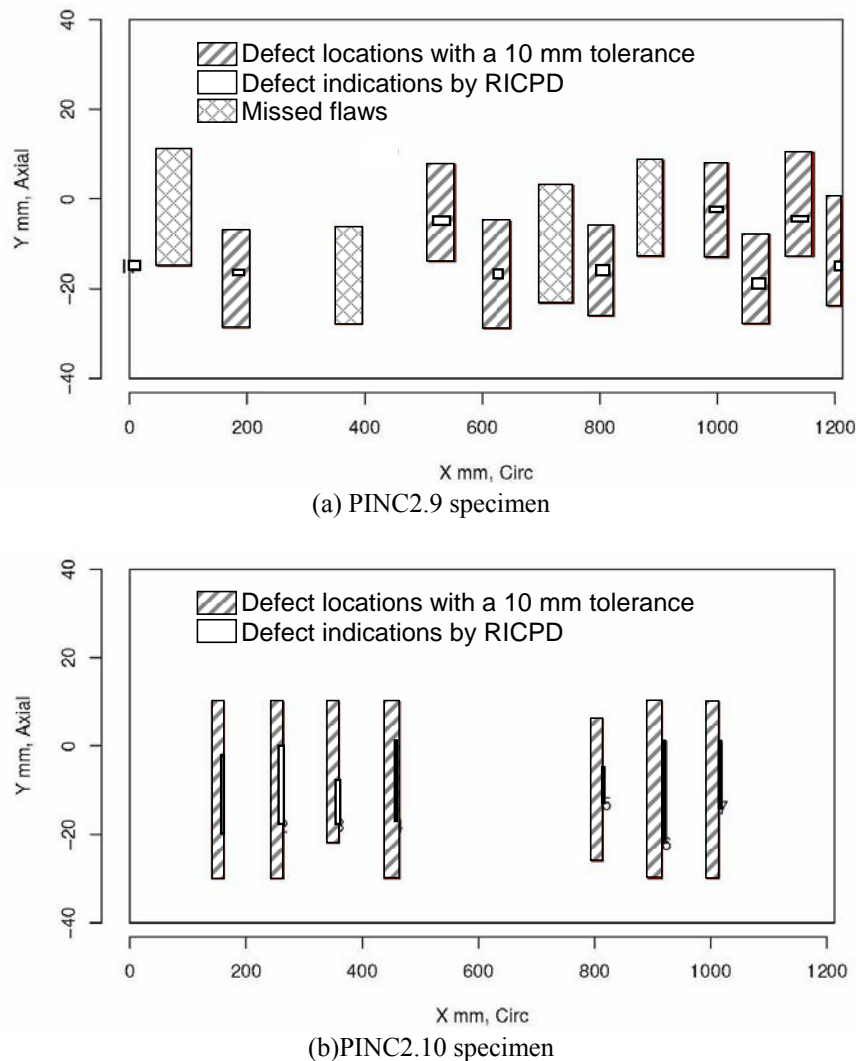 40
Defect locations with a 10 mm tolerance
Defect indications by RICPD
20
Missed flaws
0
Y mm, Axial
-20
-40
0 200 400 600 800 1000 1200
X mm, Circ
(a) PINC2.9 specimen
40
Defect locations with a 10 mm tolerance
Defect indications by RICPD
20
0
Y mm, Axial
-20
5
7
2 3 6
-40
0 200 400 600 800 1000 1200
X mm, Circ
(b)PINC2.10 specimen